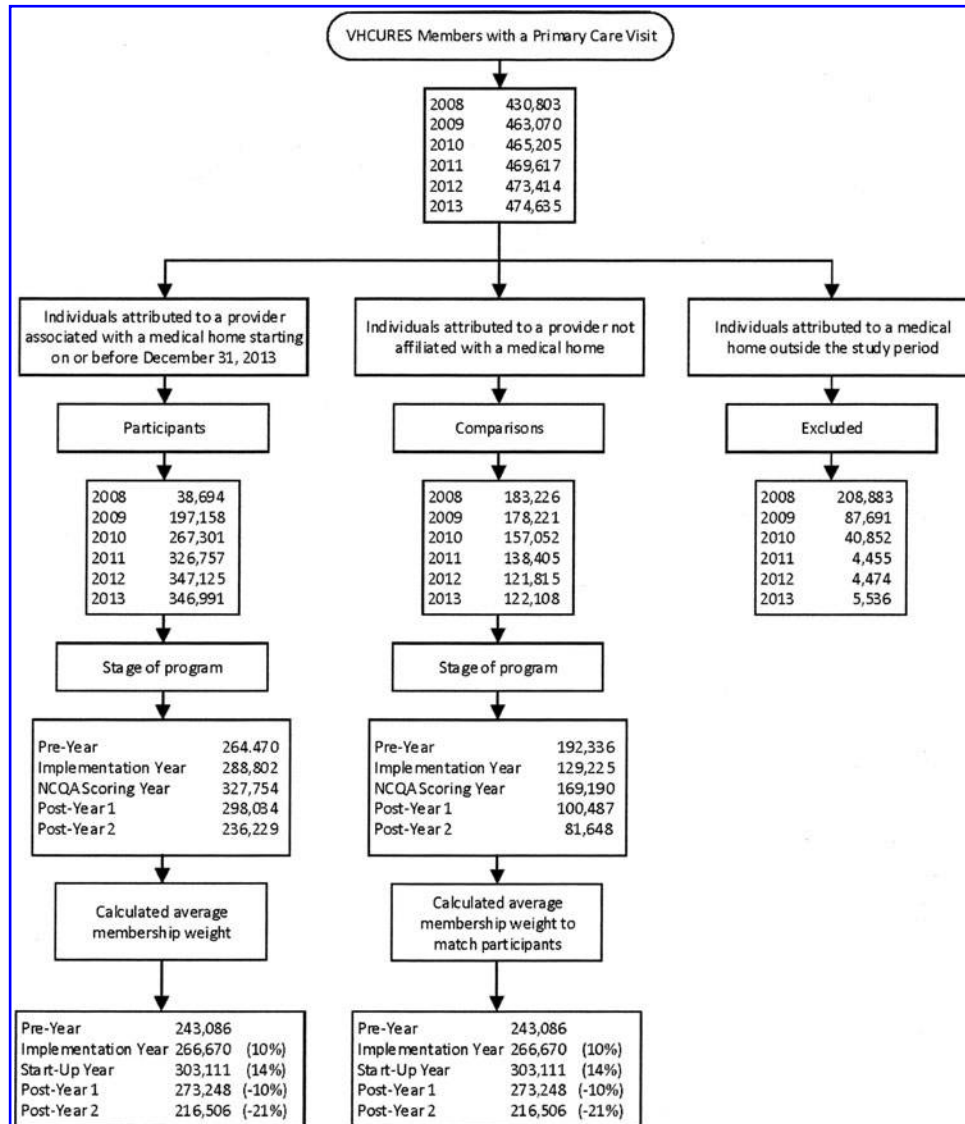 VHCURES Members with a Primary Care Visit
2008 430,803
2009 463,070
2010 465,205
2011 469,617
2012 473,414
2013 474,635
Individuals attributed to a provider
associated with a medical home starting
on or before December 31, 2013
Individuals attributed to a provider not
affiliated with a medical home
Individuals attributed to a medical
home outside the study period
Participants
Comparisons
Excluded
2008 38,694
2009 197,158
2010 267,301
2011 326,757
2012 347,125
2013 346,991
2008 183,226
2009 178,221
2010 157,052
2011 138,405
2012 121,815
2013 122,108
2008 208,883
2009 87,691
2010 40,852
2011 4,455
2012 4,474
2013 5,536
Stage of program
Stage of program
Pre-Year 264.470
Implementation Year 288,802
NCQA Scoring Year 327,754
Post-Year 1 298,034
Post-Year 2 236,229
Pre-Year 192,336
Implementation Year 129,225
NCQA Scoring Year 169,190
Post-Year 1 100,487
Post-Year 2 81,648
Calculated average
membership weight
Calculated average
membership weight to
match participants
Pre-Year 243,086
Implementation Year 266,670 (10%)
Start-Up Year 303,111 (14%)
Post-Year 1 273,248 (-10%)
Post-Year 2 216,506 (-21%)
Pre-Year 243,086
Implementation Year 266,670 (10%)
Start-Up Year 303,111 (14%)
Post-Year 1 273,248 (-10%)
Post-Year 2 216,506 (-21%)